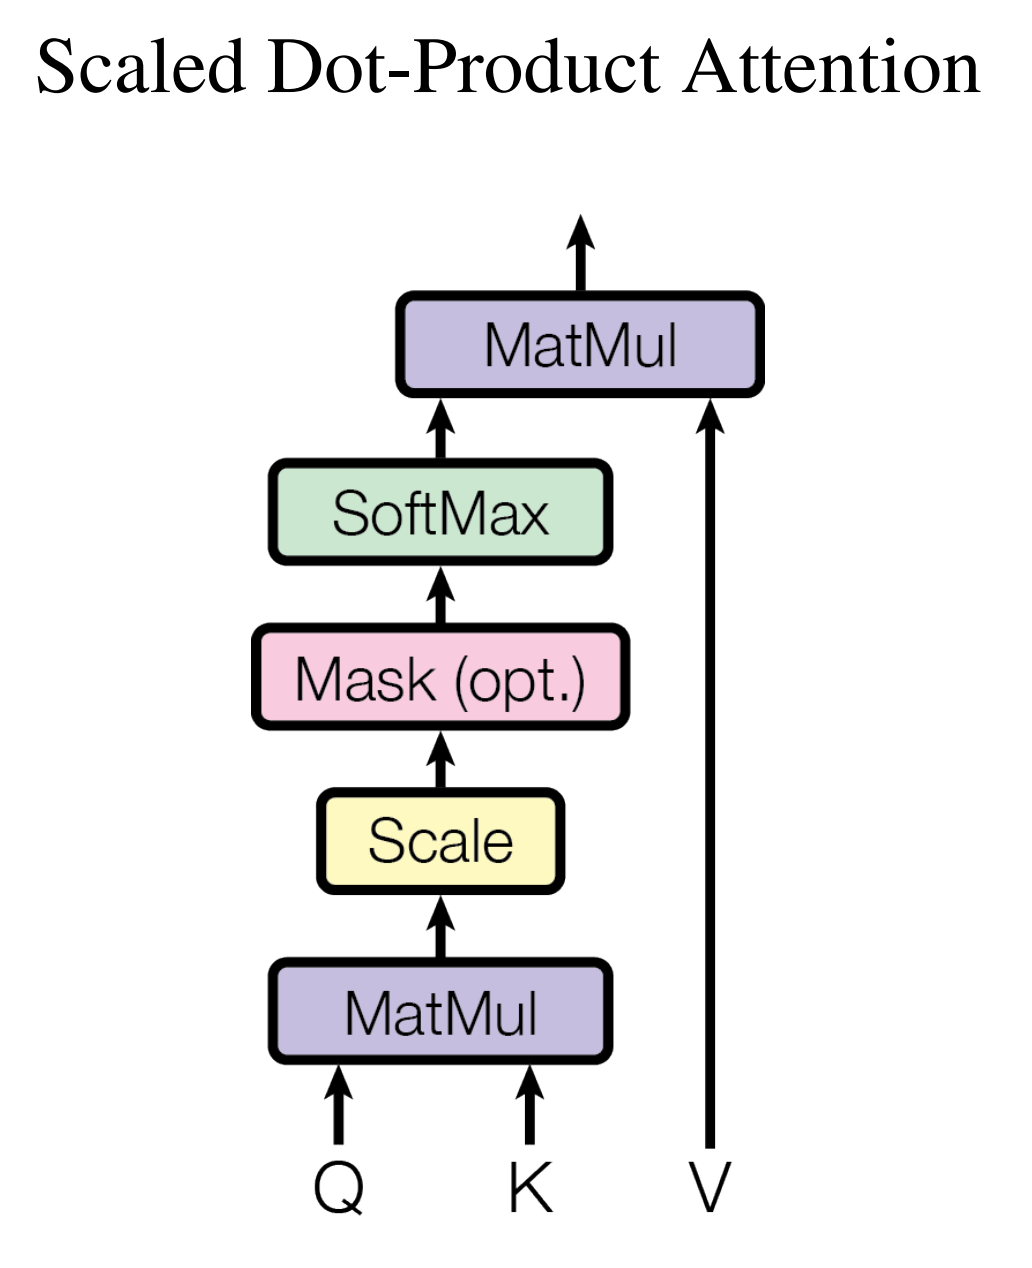 Scaled Dot-Product Attention
MatMul
SoftMax
Mask (opt.)
Scale
MatMul
Q K V